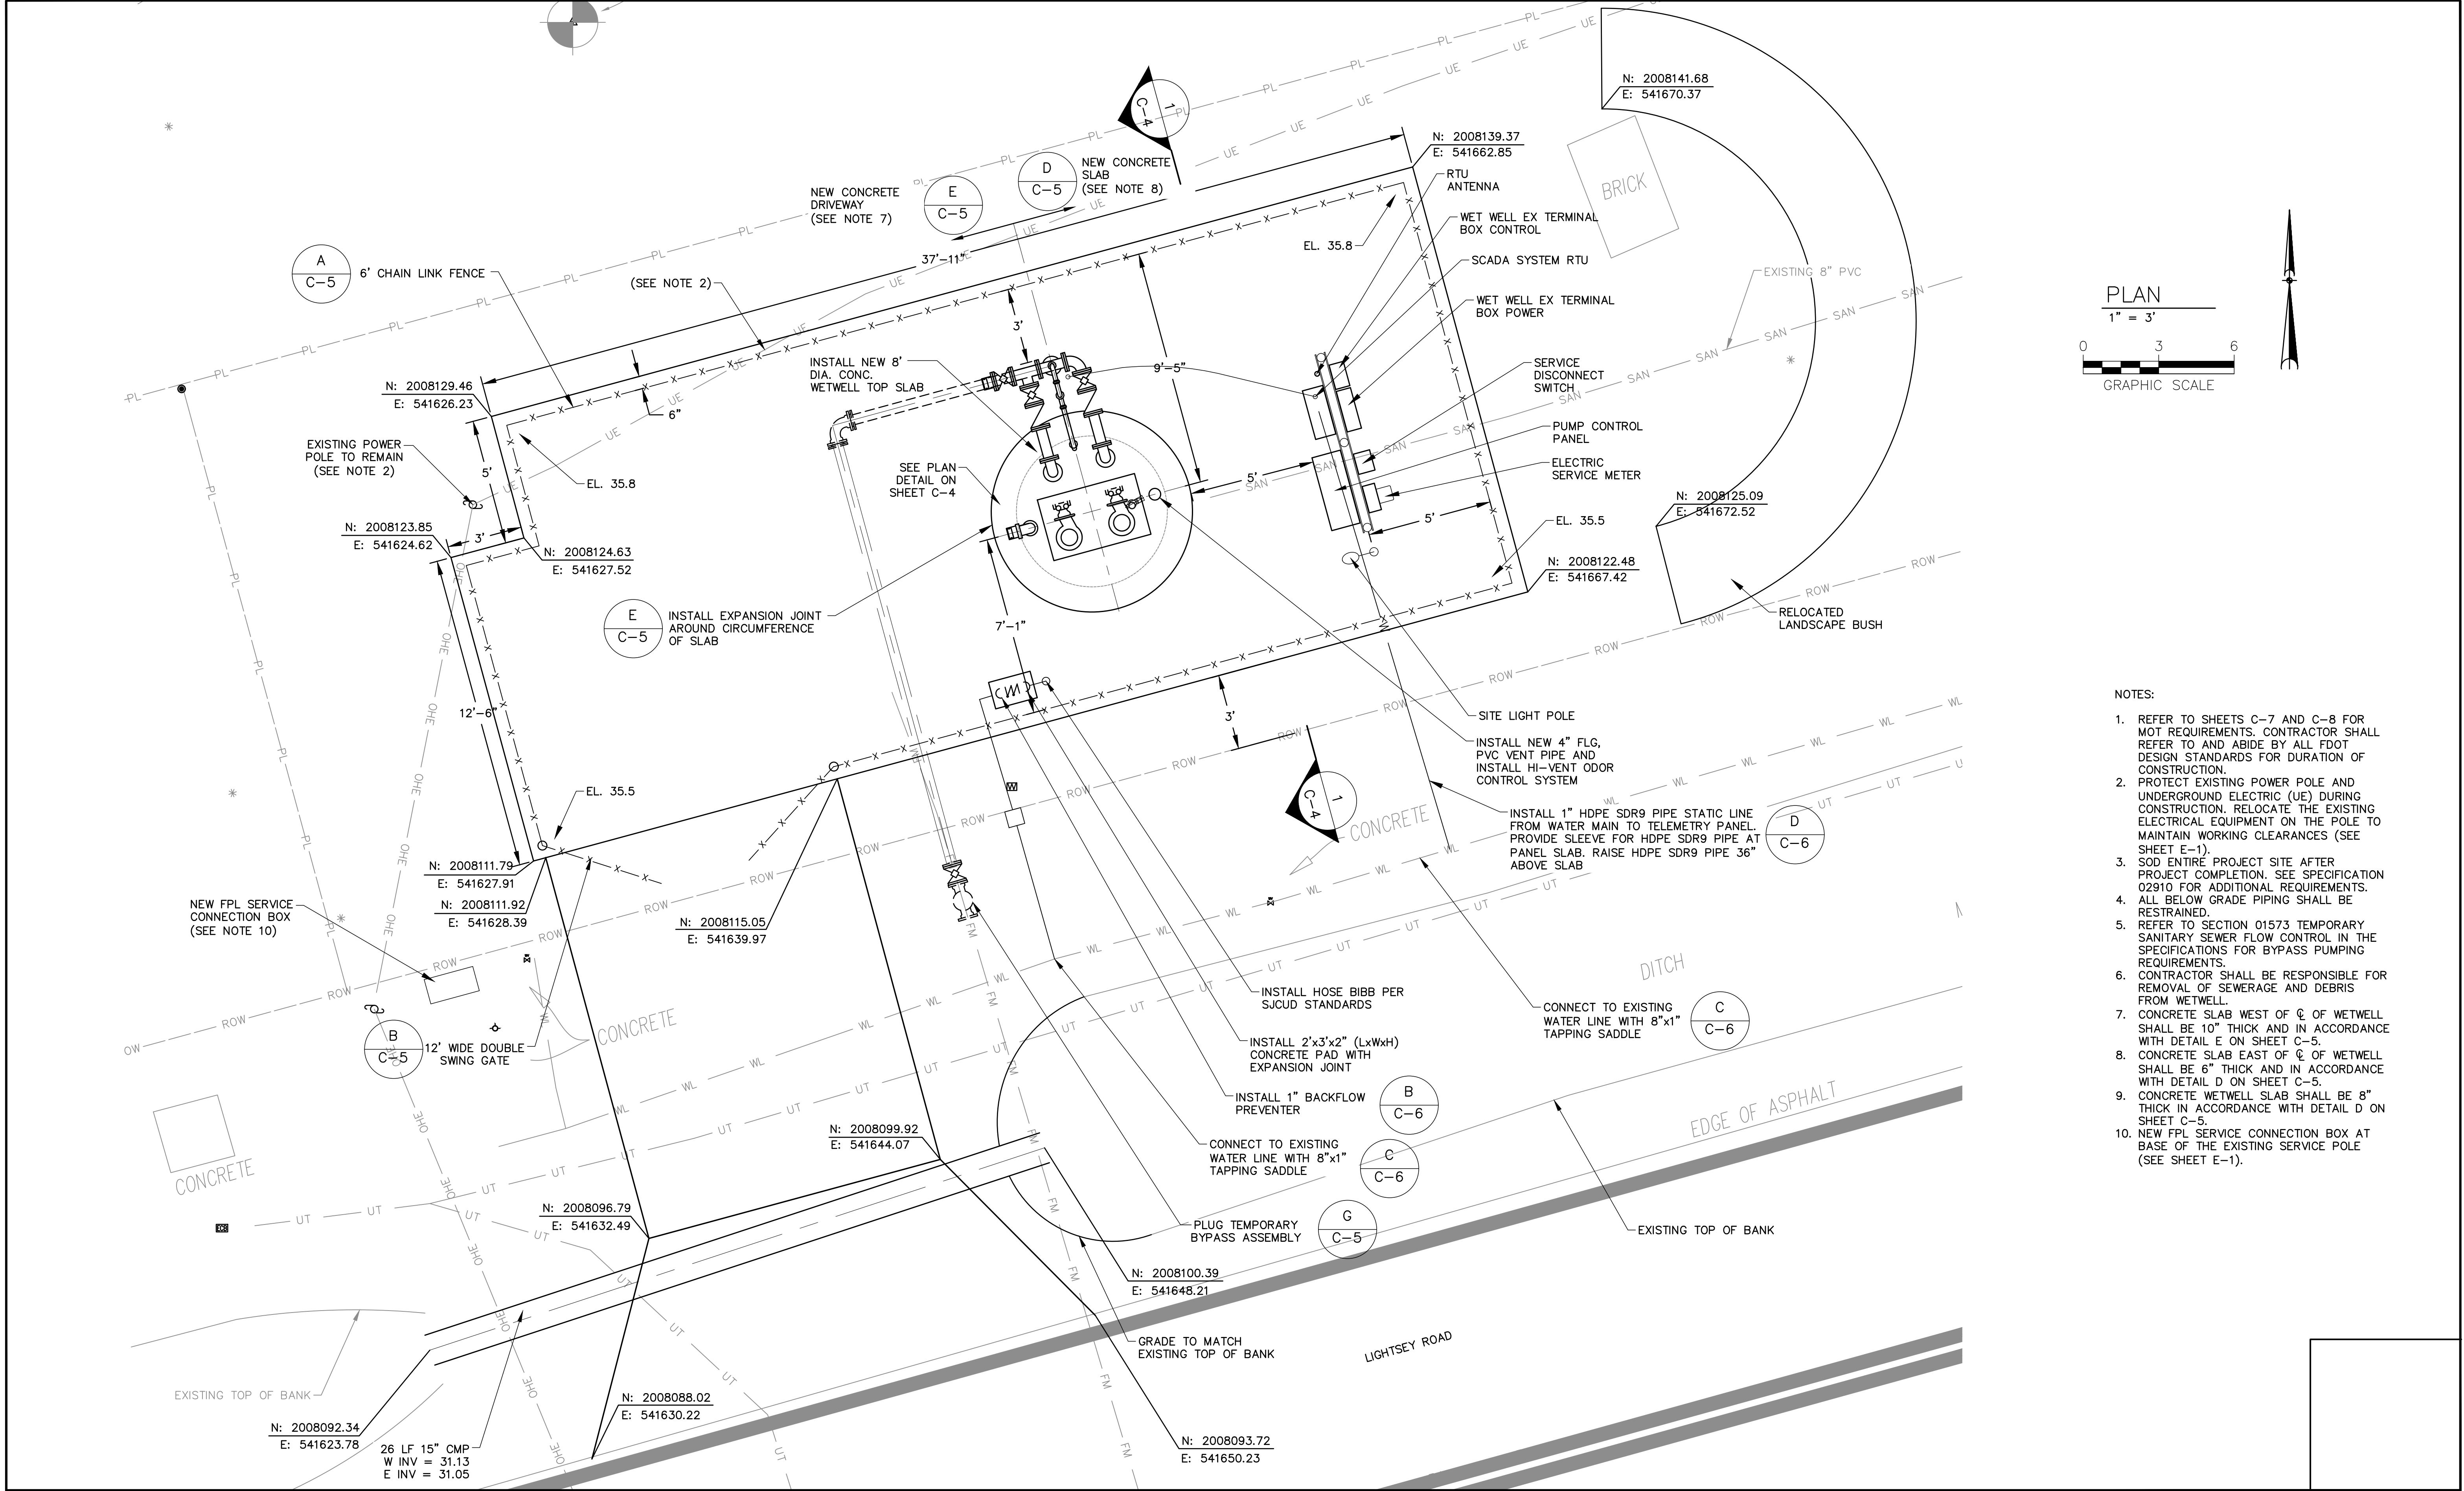 N: 2008141.68
E: 541670.37
1
C-4
N: 2008139.37
E: 541662.85
D
C-5
NEW CONCRETE
SLAB
(SEE NOTE 8)
NEW CONCRETE
DRIVEWAY
(SEE NOTE 7)
E
C-5
RTU
ANTENNA
BRICK
WET WELL EX TERMINAL
BOX CONTROL
EL. 35.8
SCADA SYSTEM RTU
EXISTING 8" PVC
WET WELL EX TERMINAL
BOX POWER
A
C-5
6' CHAIN LINK FENCE
(SEE NOTE 2)
37'-11"
3'
9'-5"
INSTALL NEW 8'
DIA. CONC.
WETWELL TOP SLAB
SERVICE
DISCONNECT
SWITCH
N: 2008129.46
E: 541626.23
6"
PUMP CONTROL
PANEL
EXISTING POWER
POLE TO REMAIN
(SEE NOTE 2)
5'
ELECTRIC
SERVICE METER
SEE PLAN
DETAIL ON
SHEET C-4
EL. 35.8
5'
5'
N: 2008125.09
E: 541672.52
EL. 35.5
N: 2008123.85
E: 541624.62
3'
N: 2008124.63
E: 541627.52
N: 2008122.48
E: 541667.42
E
C-5
INSTALL EXPANSION JOINT
AROUND CIRCUMFERENCE
OF SLAB
7'-1"
RELOCATED
LANDSCAPE BUSH
12'-6"
3'
SITE LIGHT POLE
INSTALL NEW 4" FLG,
PVC VENT PIPE AND
INSTALL HI-VENT ODOR
CONTROL SYSTEM
EL. 35.5
1
C-4
CONCRETE
INSTALL 1" HDPE SDR9 PIPE STATIC LINE
FROM WATER MAIN TO TELEMETRY PANEL.
PROVIDE SLEEVE FOR HDPE SDR9 PIPE AT
PANEL SLAB. RAISE HDPE SDR9 PIPE 36"
ABOVE SLAB
D
C-6
N: 2008111.79
E: 541627.91
N: 2008111.92
E: 541628.39
N: 2008115.05
E: 541639.97
NEW FPL SERVICE
CONNECTION BOX
(SEE NOTE 10)
DITCH
INSTALL HOSE BIBB PER
SJCUD STANDARDS
CONNECT TO EXISTING
WATER LINE WITH 8"x1"
TAPPING SADDLE
C
C-6
B
C-5
12' WIDE DOUBLE
SWING GATE
CONCRETE
INSTALL 2'x3'x2" (LxWxH)
CONCRETE PAD WITH
EXPANSION JOINT
INSTALL 1" BACKFLOW
PREVENTER
B
C-6
EDGE OF ASPHALT
N: 2008099.92
E: 541644.07
CONNECT TO EXISTING
WATER LINE WITH 8"x1"
TAPPING SADDLE
C
C-6
CONCRETE
N: 2008096.79
E: 541632.49
PLUG TEMPORARY
BYPASS ASSEMBLY
G
C-5
EXISTING TOP OF BANK
N: 2008100.39
E: 541648.21
GRADE TO MATCH
EXISTING TOP OF BANK
LIGHTSEY ROAD
EXISTING TOP OF BANK
N: 2008088.02
E: 541630.22
N: 2008092.34
E: 541623.78
26 LF 15" CMP
W INV = 31.13
E INV = 31.05
N: 2008093.72
E: 541650.23
PLAN
1" = 3'
0 3 6
GRAPHIC SCALE
NOTES:
1. REFER TO SHEETS C-7 AND C-8 FOR
MOT REQUIREMENTS. CONTRACTOR SHALL
REFER TO AND ABIDE BY ALL FDOT
DESIGN STANDARDS FOR DURATION OF
CONSTRUCTION.
2. PROTECT EXISTING POWER POLE AND
UNDERGROUND ELECTRIC (UE) DURING
CONSTRUCTION. RELOCATE THE EXISTING
ELECTRICAL EQUIPMENT ON THE POLE TO
MAINTAIN WORKING CLEARANCES (SEE
SHEET E-1).
3. SOD ENTIRE PROJECT SITE AFTER
PROJECT COMPLETION. SEE SPECIFICATION
02910 FOR ADDITIONAL REQUIREMENTS.
4. ALL BELOW GRADE PIPING SHALL BE
RESTRAINED.
5. REFER TO SECTION 01573 TEMPORARY
SANITARY SEWER FLOW CONTROL IN THE
SPECIFICATIONS FOR BYPASS PUMPING
REQUIREMENTS.
6. CONTRACTOR SHALL BE RESPONSIBLE FOR
REMOVAL OF SEWERAGE AND DEBRIS
FROM WETWELL.
7. CONCRETE SLAB WEST OF ℄ OF WETWELL
SHALL BE 10" THICK AND IN ACCORDANCE
WITH DETAIL E ON SHEET C-5.
8. CONCRETE SLAB EAST OF ℄ OF WETWELL
SHALL BE 6" THICK AND IN ACCORDANCE
WITH DETAIL D ON SHEET C-5.
9. CONCRETE WETWELL SLAB SHALL BE 8"
THICK IN ACCORDANCE WITH DETAIL D ON
SHEET C-5.
10. NEW FPL SERVICE CONNECTION BOX AT
BASE OF THE EXISTING SERVICE POLE
(SEE SHEET E-1).